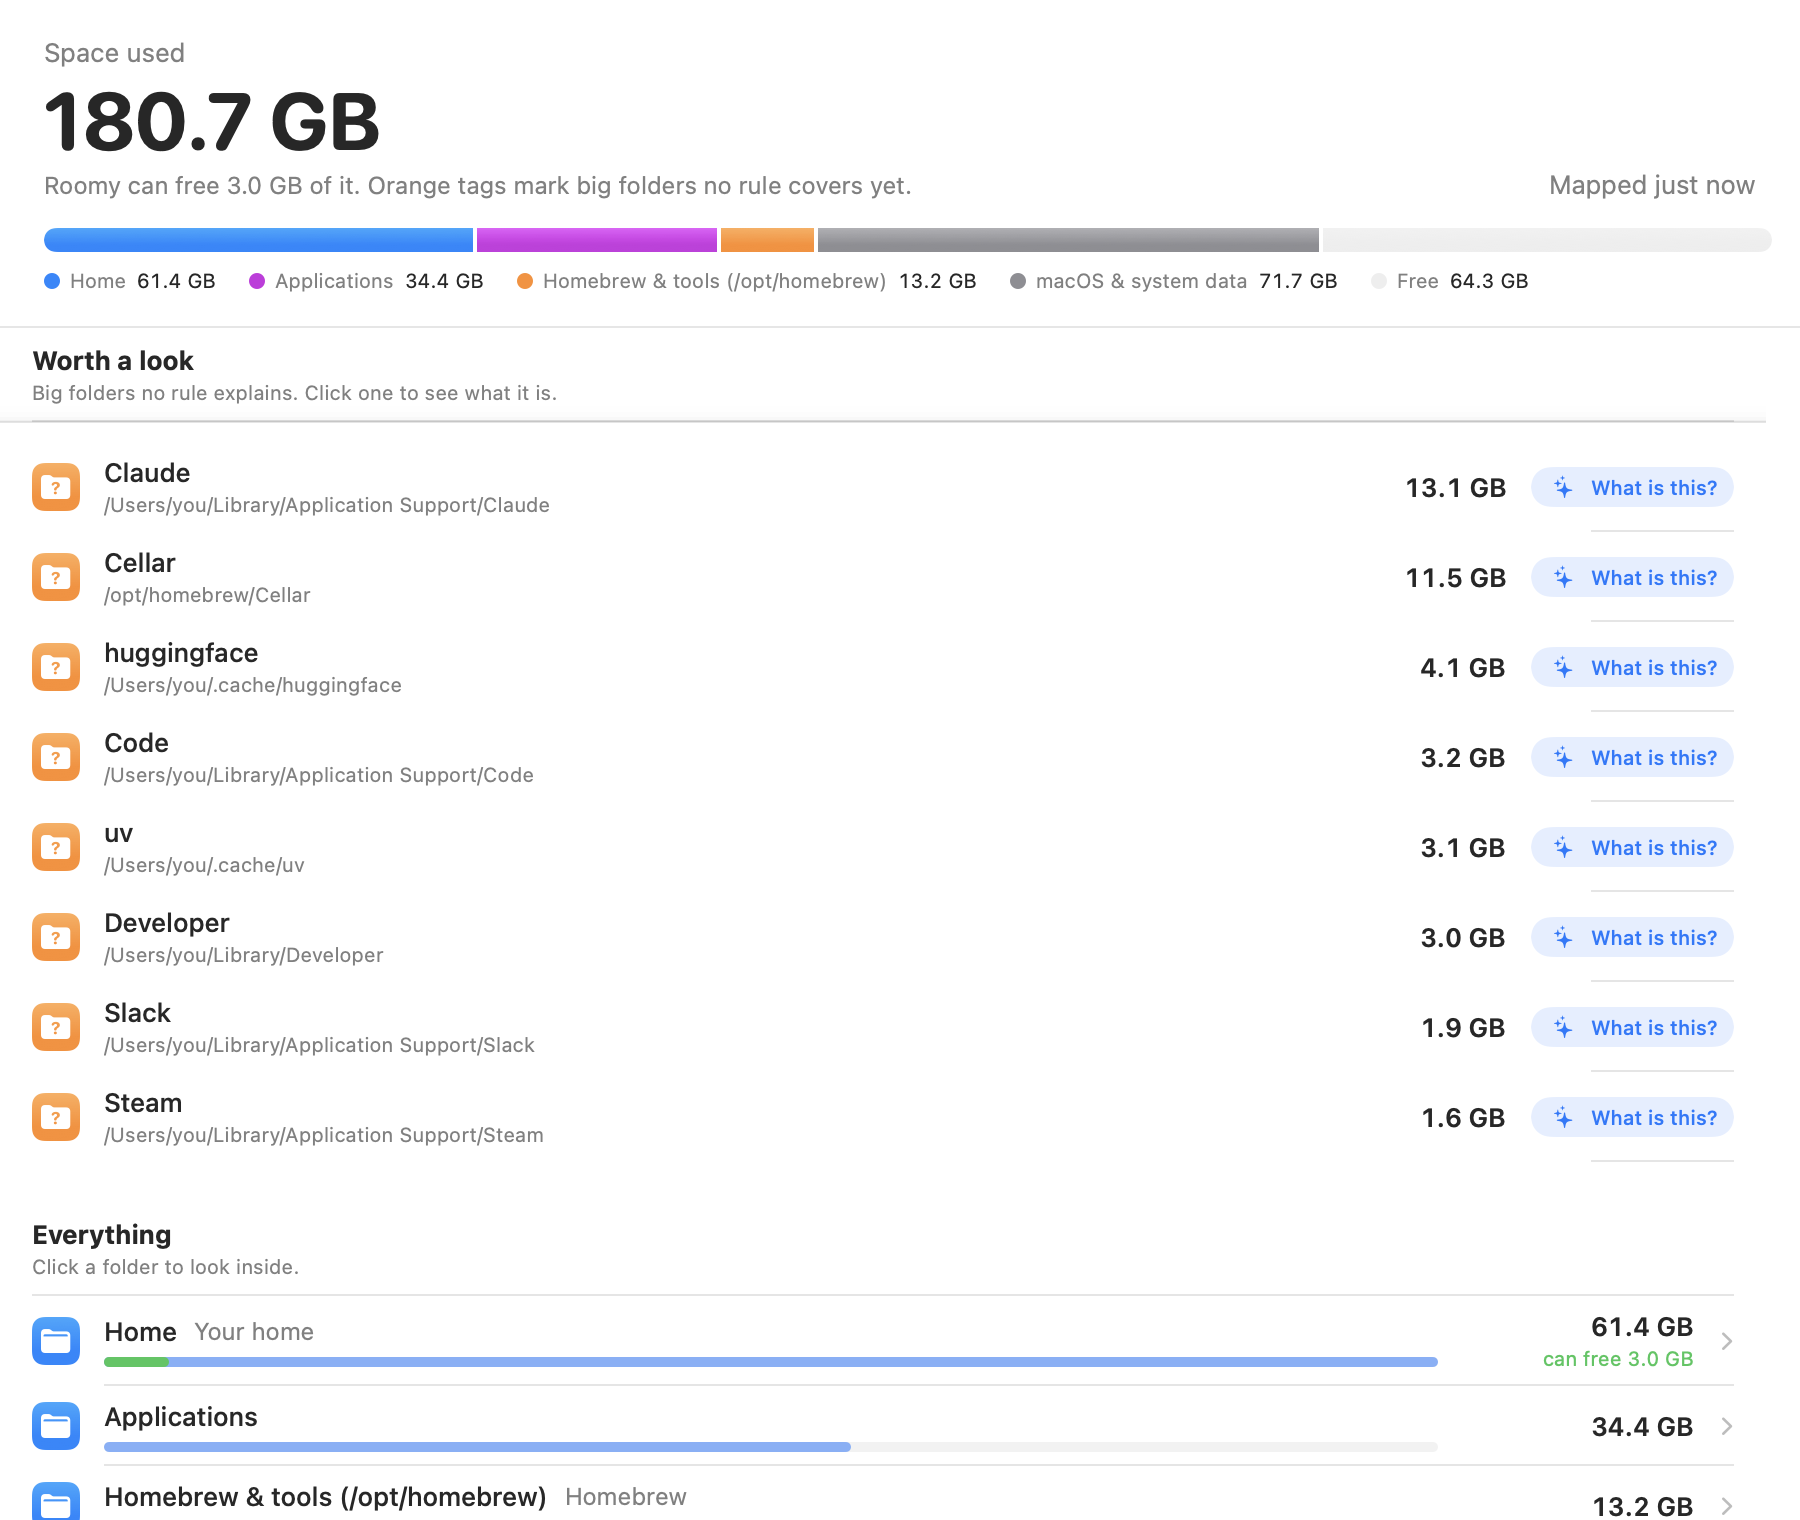 Space used
180.7 GB
Roomy can free 3.0 GB of it. Orange tags mark big folders no rule covers yet.
Mapped just now
Home 61.4 GB Applications 34.4 GB Homebrew & tools (/opt/homebrew) 13.2 GB macOS & system data 71.7 GB Free 64.3 GB
Worth a look
Big folders no rule explains. Click one to see what it is.
Claude
/Users/you/Library/Application Support/Claude
13.1 GB
What is this?
Cellar
/opt/homebrew/Cellar
11.5 GB
What is this?
huggingface
/Users/you/.cache/huggingface
4.1 GB
What is this?
Code
/Users/you/Library/Application Support/Code
3.2 GB
What is this?
uv
/Users/you/.cache/uv
3.1 GB
What is this?
Developer
/Users/you/Library/Developer
3.0 GB
What is this?
Slack
/Users/you/Library/Application Support/Slack
1.9 GB
What is this?
Steam
/Users/you/Library/Application Support/Steam
1.6 GB
What is this?
Everything
Click a folder to look inside.
Home Your home
61.4 GB
can free 3.0 GB
Applications
34.4 GB
Homebrew & tools (/opt/homebrew) Homebrew
13.2 GB